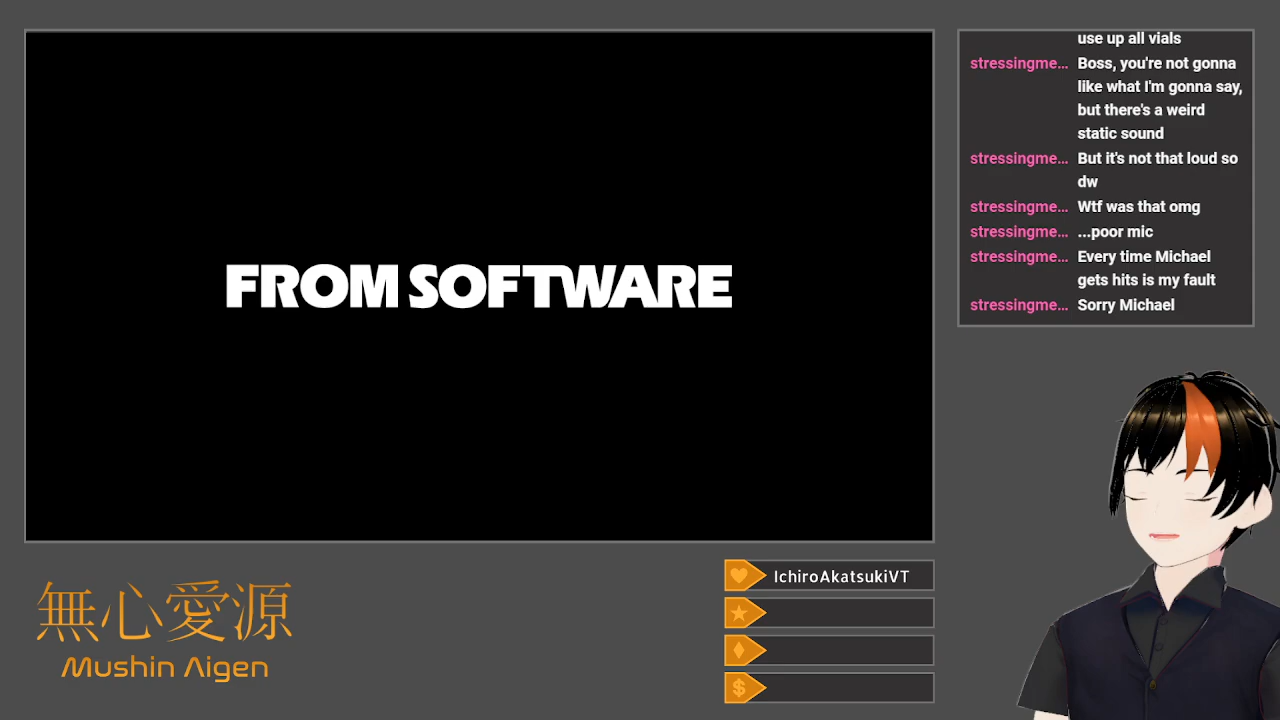 FROM SOFTWARE
use up all vials
stressingme... Boss, you're not gonna
like what I'm gonna say,
but there's a weird
static sound
stressingme... But it's not that loud so
dw
stressingme... Wtf was that omg
stressingme... ...poor mic
stressingme... Every time Michael
gets hits is my fault
stressingme... Sorry Michael
無心愛源
Mushin Aigen
IchiroAkatsukiVT
$